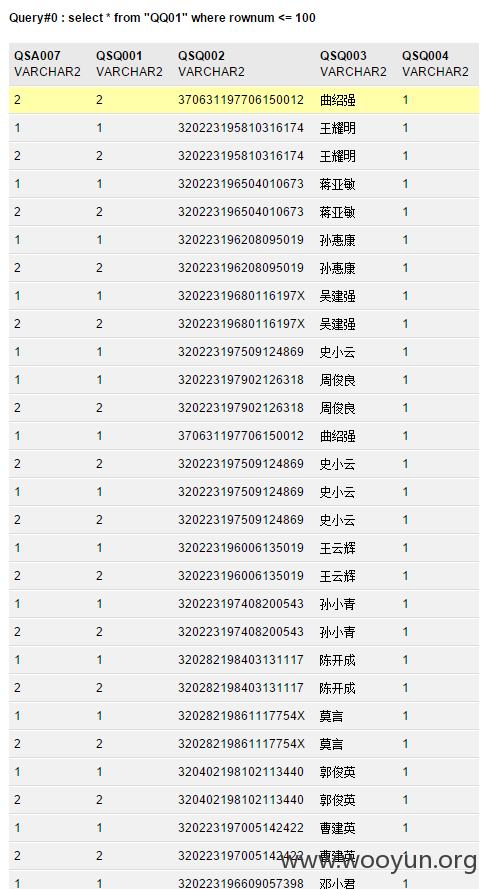 Query#0 : select * from "QQ01" where rownum <= 100
QSA007 QSQ001 QSQ002 QSQ003 QSQ004
VARCHAR2 VARCHAR2 VARCHAR2 VARCHAR2 VARCHAR2
2 2 370631197706150012 曲绍强 1
1 1 320223195810316174 王耀明 1
2 2 320223195810316174 王耀明 1
1 1 320223196504010673 蒋亚敏 1
2 2 320223196504010673 蒋亚敏 1
1 1 320223196208095019 孙惠康 1
2 2 320223196208095019 孙惠康 1
1 1 32022319680116197X 吴建强 1
2 2 32022319680116197X 吴建强 1
1 1 320223197509124869 史小云 1
1 1 320223197902126318 周俊良 1
2 2 320223197902126318 周俊良 1
1 1 370631197706150012 曲绍强 1
2 2 320223197509124869 史小云 1
1 1 320223197509124869 史小云 1
2 2 320223197509124869 史小云 1
1 1 320223196006135019 王云辉 1
2 2 320223196006135019 王云辉 1
1 1 320223197408200543 孙小青 1
2 2 320223197408200543 孙小青 1
1 1 320282198403131117 陈开成 1
2 2 320282198403131117 陈开成 1
1 1 32028219861117754X 莫言 1
2 2 32028219861117754X 莫言 1
1 1 320402198102113440 郭俊英 1
2 2 320402198102113440 郭俊英 1
1 1 320223197005142422 曹建英 1
2 2 320223197005142422 曹建英 1
www.wooyun.org
1 1 320223196609057398 邓小君 1